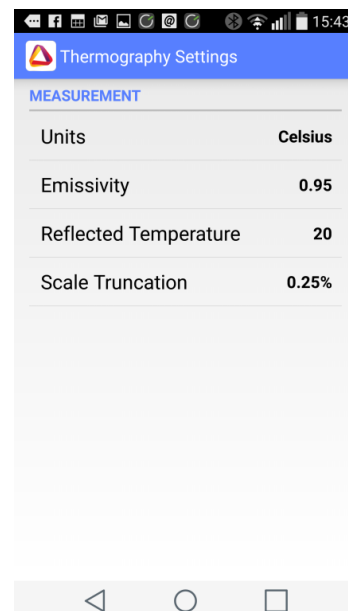 15:43
Thermography Settings
MEASUREMENT
Units Celsius
Emissivity 0.95
Reflected Temperature 20
Scale Truncation 0.25%